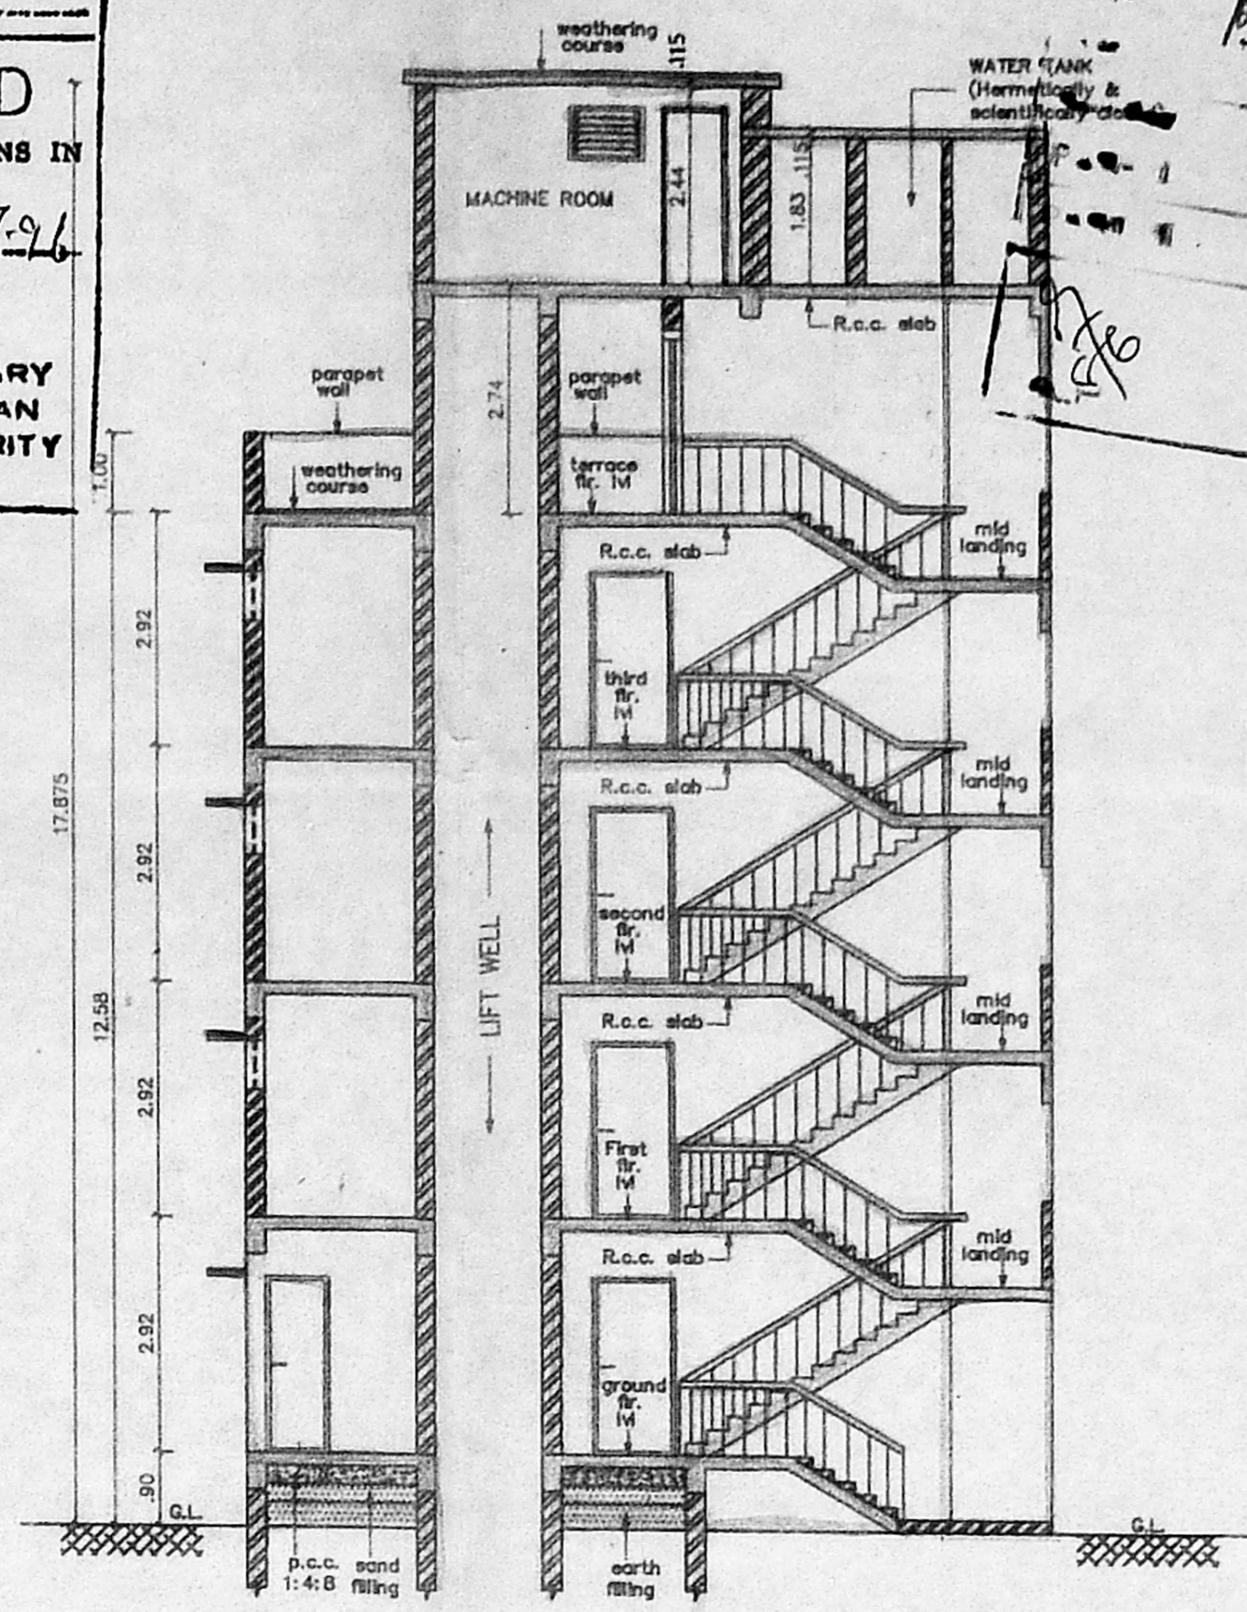 D
NS IN
7-96
ARY
AN
RITY
weathering
course
.115
WATER TANK
(Hermetically &
scientifically
MACHINE ROOM
2.44
1.83
.115
R.c.c. slab
parapet
wall
2.74
parapet
wall
1.00
weathering
course
terrace
flr. lvl
R.c.c. slab
mid
landing
2.92
third
flr.
lvl
R.c.c. slab
mid
landing
17.875
2.92
LIFT WELL
second
flr.
lvl
R.c.c. slab
mid
landing
12.58
2.92
First
flr.
lvl
R.c.c. slab
mid
landing
2.92
ground
flr.
lvl
.90
G.L.
G.L.
p.c.c.
1:4:8
sand
filling
earth
filling